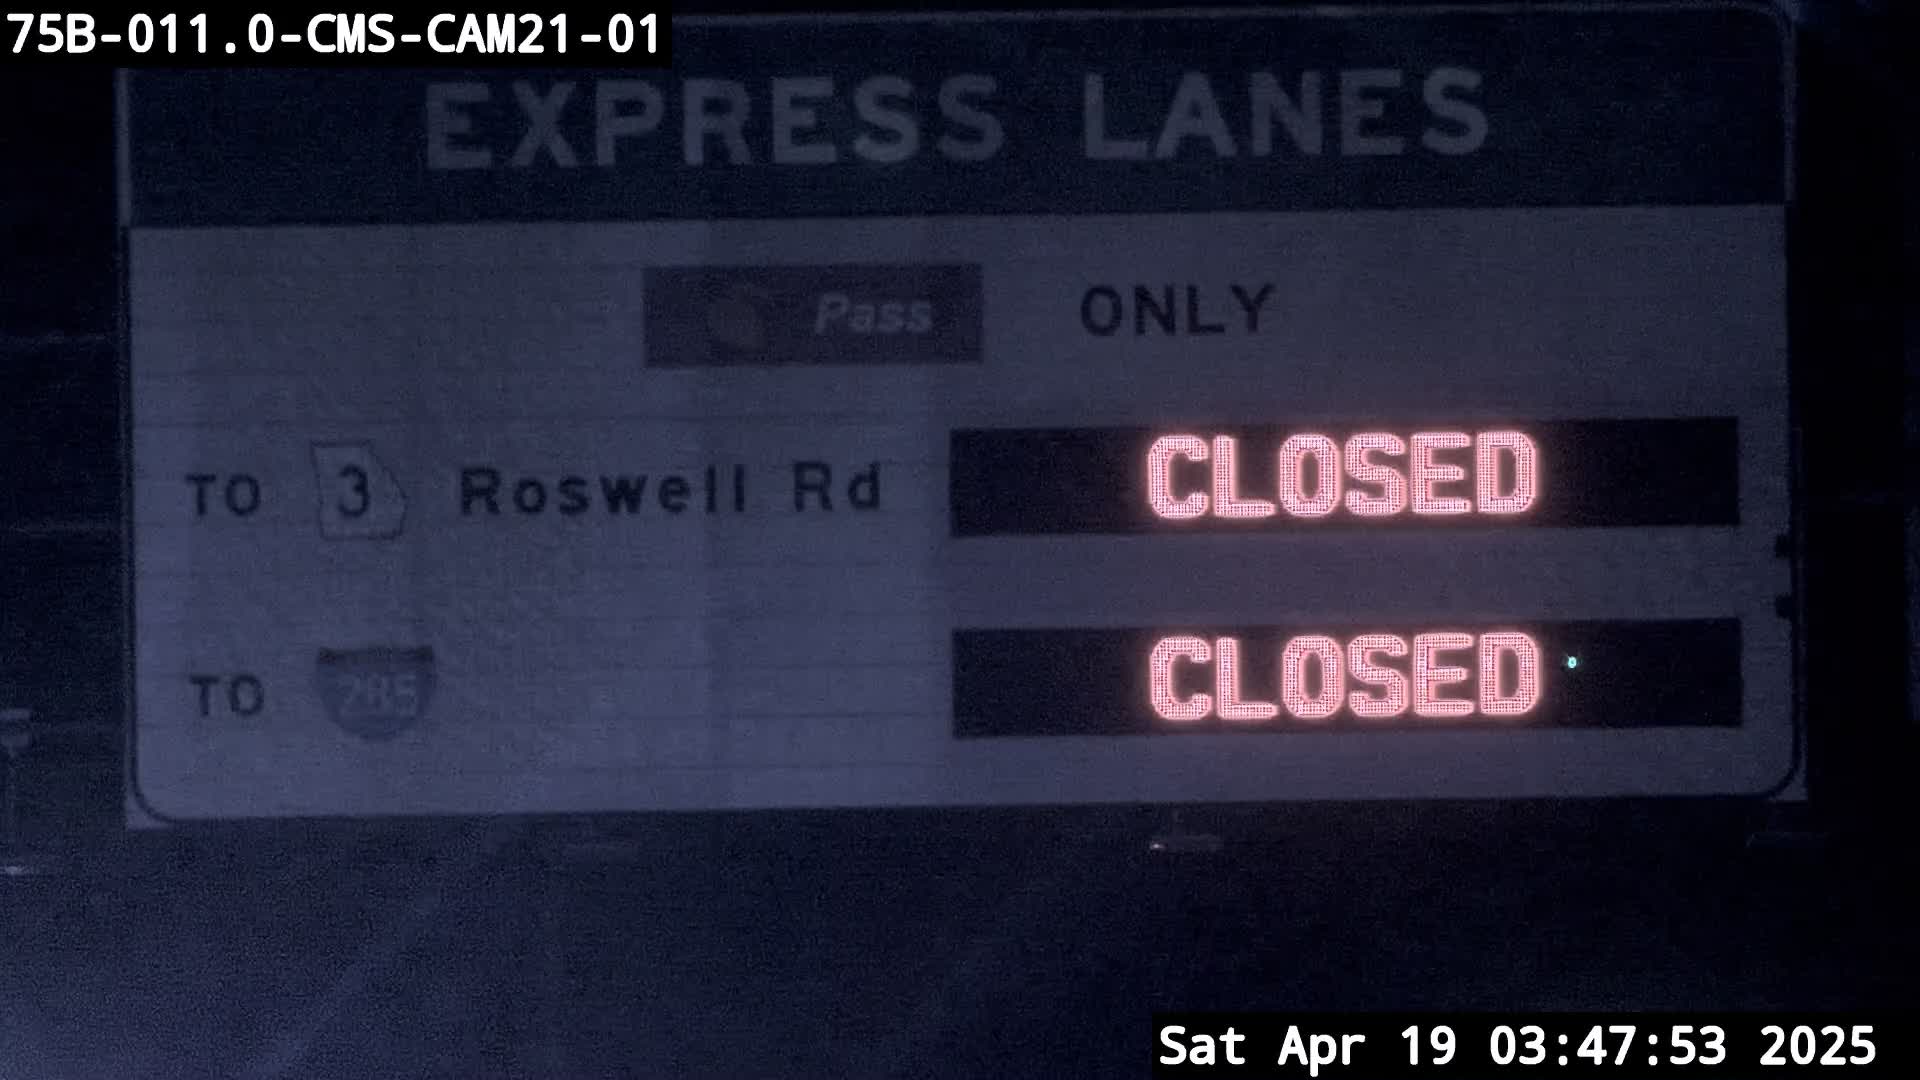 75B-011.0-CMS-CAM21-01
EXPRESS LANES
Pass ONLY
TO 3 Roswell Rd CLOSED
TO 285 CLOSED
Sat Apr 19 03:47:53 2025